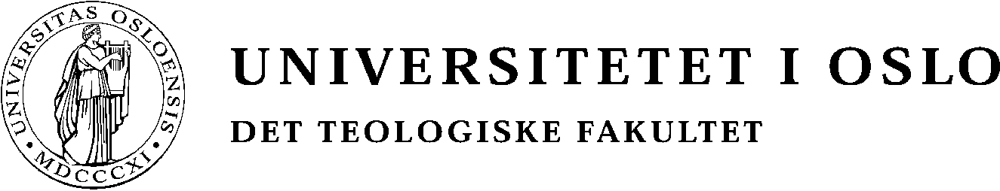 UNIVERSITAS OSLOENSIS
MDCCCXI
UNIVERSITETET I OSLO
DET TEOLOGISKE FAKULTET